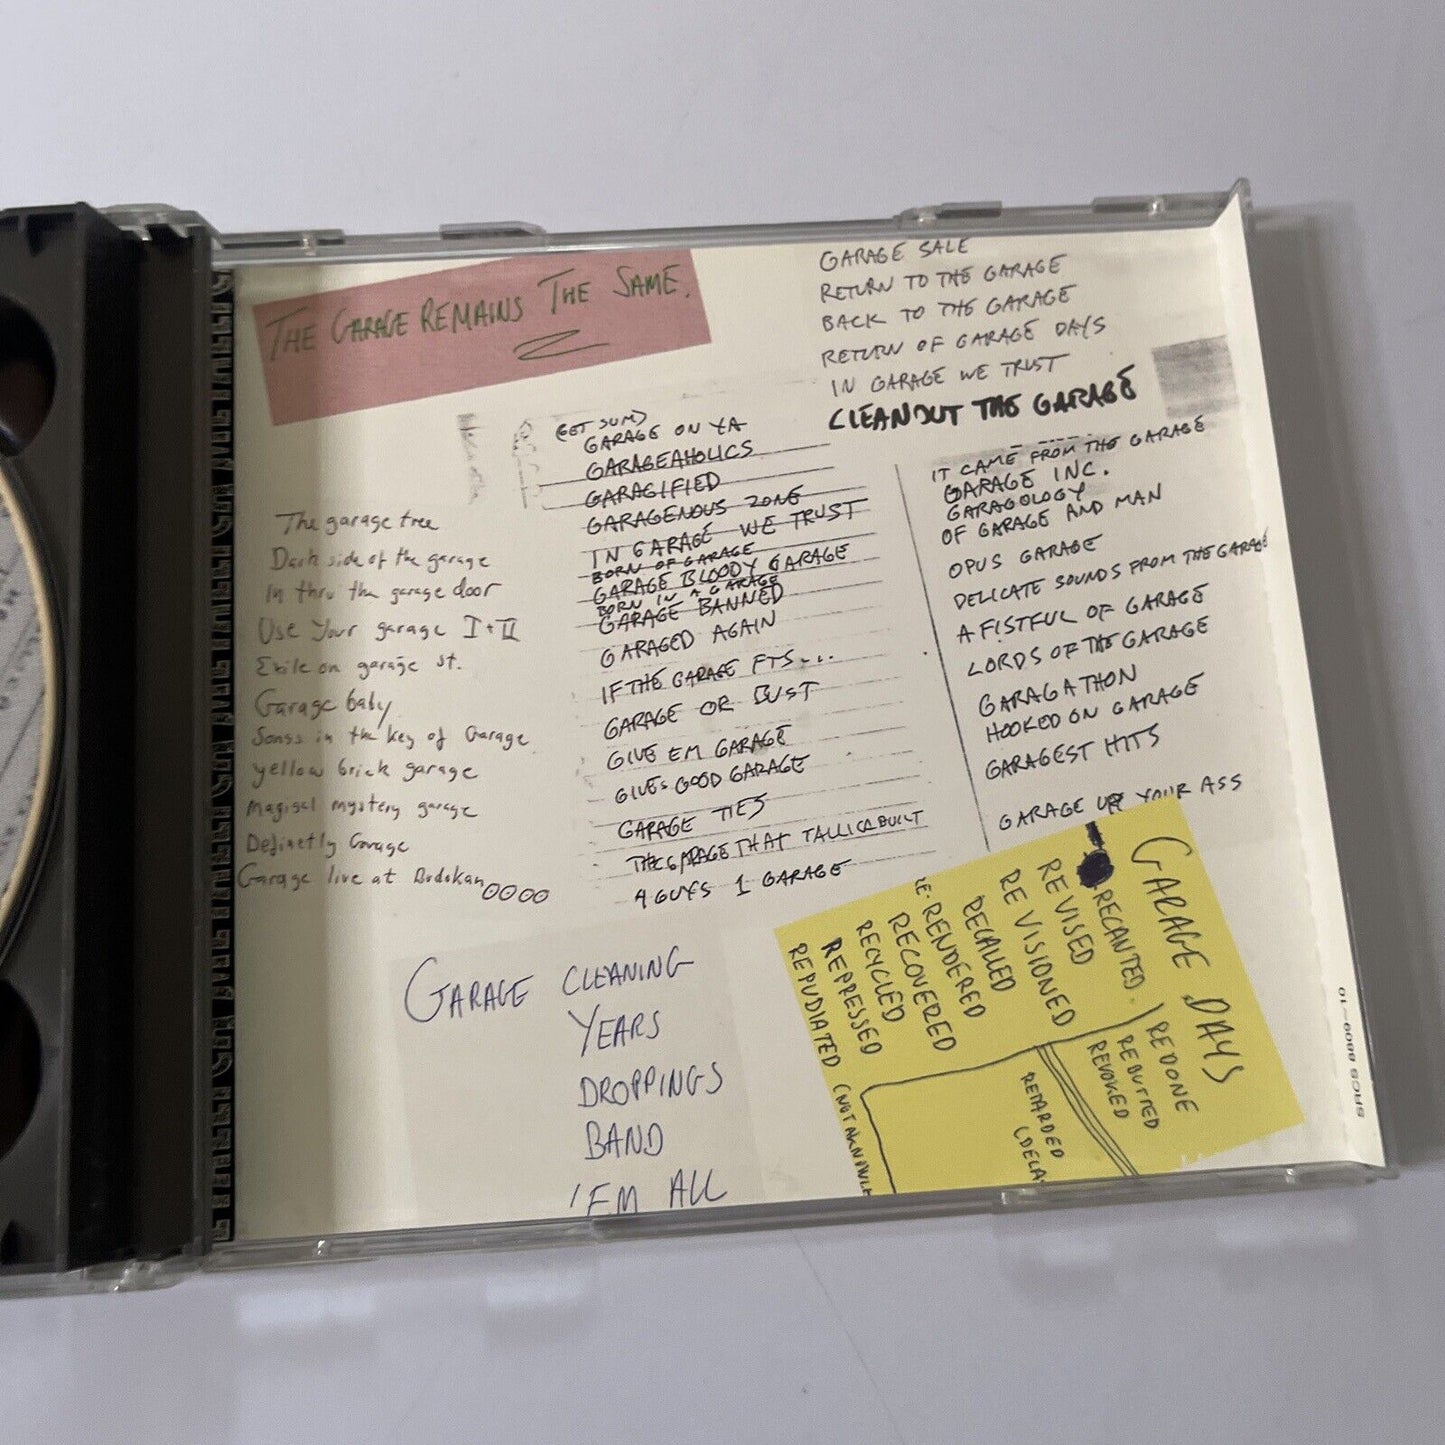 THE GARAGE REMAINS THE SAME.
GARAGE SALE
RETURN TO THE GARAGE
BACK TO THE GARAGE
RETURN OF GARAGE DAYS
IN GARAGE WE TRUST
CLEANOUT THE GARAGE
(GET SUM)
GARAGE ON YA
GARAGEAHOLICS
GARAGIFIED
GARAGENOUS ZONE
IN GARAGE WE TRUST
BORN OF GARAGE
GARAGE BLOODY GARAGE
BORN IN A GARAGE
GARAGE BANNED
GARAGED AGAIN
IF THE GARAGE FTS...
GARAGE OR BUST
GIVE EM GARAGE
GIVES GOOD GARAGE
GARAGE TIES
THE GARAGE THAT TALLICA BUILT
4 GUYS 1 GARAGE
IT CAME FROM THE GARAGE
GARAGE INC.
GARAGOLOGY
OF GARAGE AND MAN
OPUS GARAGE
DELICATE SOUNDS FROM THE GARAGE
A FISTFUL OF GARAGE
LORDS OF THE GARAGE
GARAGATHON
HOOKED ON GARAGE
GARAGEST HITS
GARAGE UP YOUR ASS
The garage tree
Dark side of the garage
In thru the garage door
Use Your garage I+II
Exile on garage st.
Garage baby
Songs in the key of Garage
yellow brick garage
Magical mystery garage
Definetly Garage
Garage live at Budokan
GARAGE CLEANING
YEARS
DROPPINGS
BAND
'EM ALL
GARAGE DAYS
RECANTED
REVISED
REVISIONED
RECALLED
RE-RENDERED
RECOVERED
RECYCLED
REPRESSED
REPUDIATED (NOT AKNOWL
REDONE
REBUTTED
REVOKED
RETARDED
(DELA